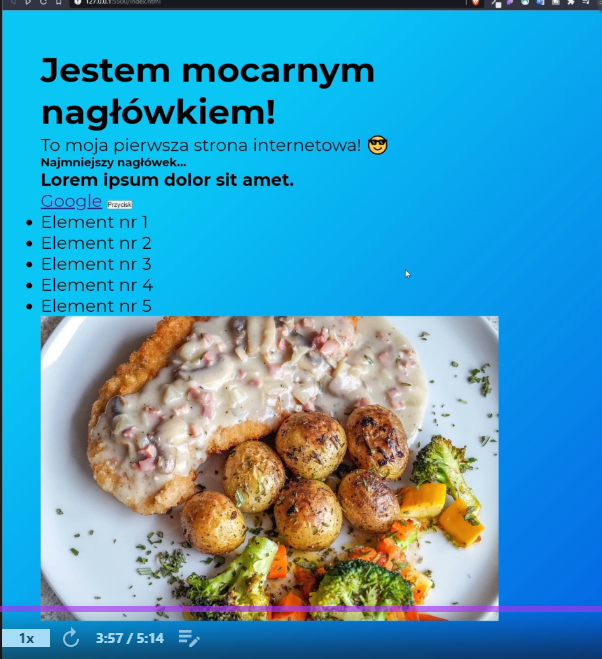 127.0.0.1:5500/index.html
Jestem mocarnym
nagłówkiem!
To moja pierwsza strona internetowa! 😎
Najmniejszy nagłówek...
Lorem ipsum dolor sit amet.
Google Przycisk
Element nr 1
Element nr 2
Element nr 3
Element nr 4
Element nr 5
1x 3:57 / 5:14